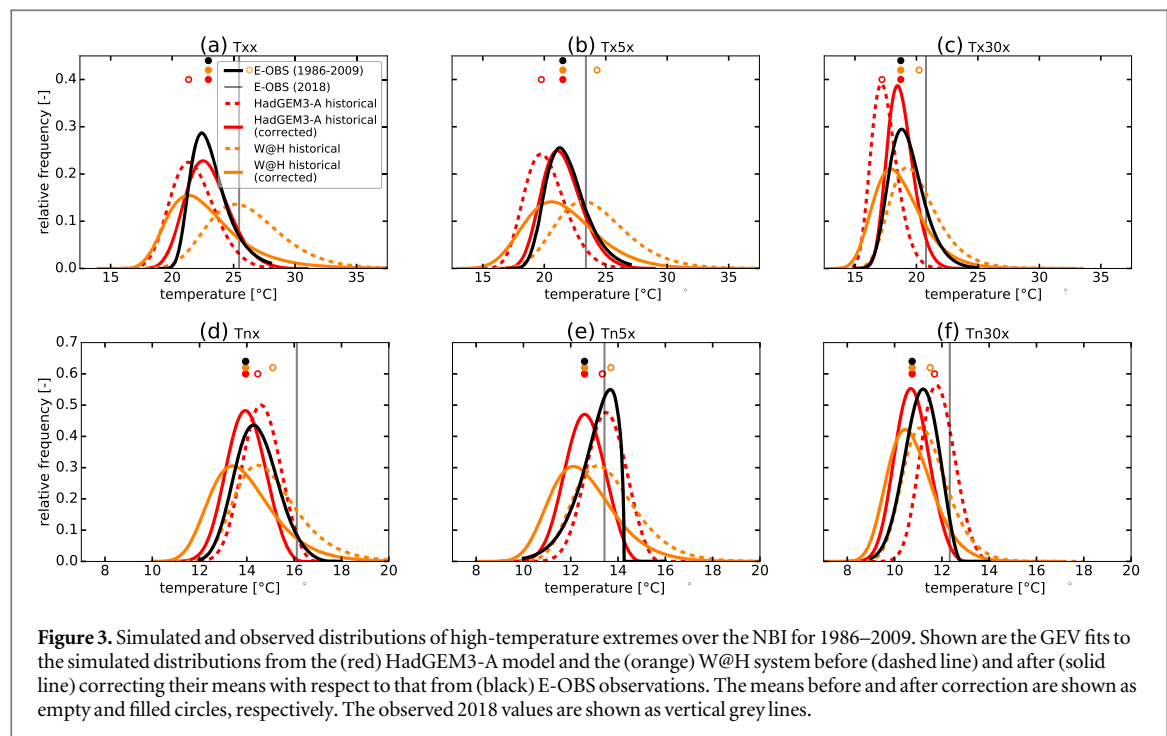 (a) Txx
(b) Tx5x
(c) Tx30x
relative frequency [-]
0.4
0.3
0.2
0.1
0.0
E-OBS (1986-2009)
E-OBS (2018)
HadGEM3-A historical
HadGEM3-A historical
(corrected)
W@H historical
W@H historical
(corrected)
15 20 25 30 35
15 20 25 30 35
15 20 25 30 35
temperature [°C]
temperature [°C]
temperature [°C]
(d) Tnx
(e) Tn5x
(f) Tn30x
relative frequency [-]
0.7
0.6
0.5
0.4
0.3
0.2
0.1
0.0
8 10 12 14 16 18 20
8 10 12 14 16 18 20
8 10 12 14 16 18 20
temperature [°C]
temperature [°C]
temperature [°C]
Figure 3. Simulated and observed distributions of high-temperature extremes over the NBI for 1986–2009. Shown are the GEV fits to
the simulated distributions from the (red) HadGEM3-A model and the (orange) W@H system before (dashed line) and after (solid
line) correcting their means with respect to that from (black) E-OBS observations. The means before and after correction are shown as
empty and filled circles, respectively. The observed 2018 values are shown as vertical grey lines.